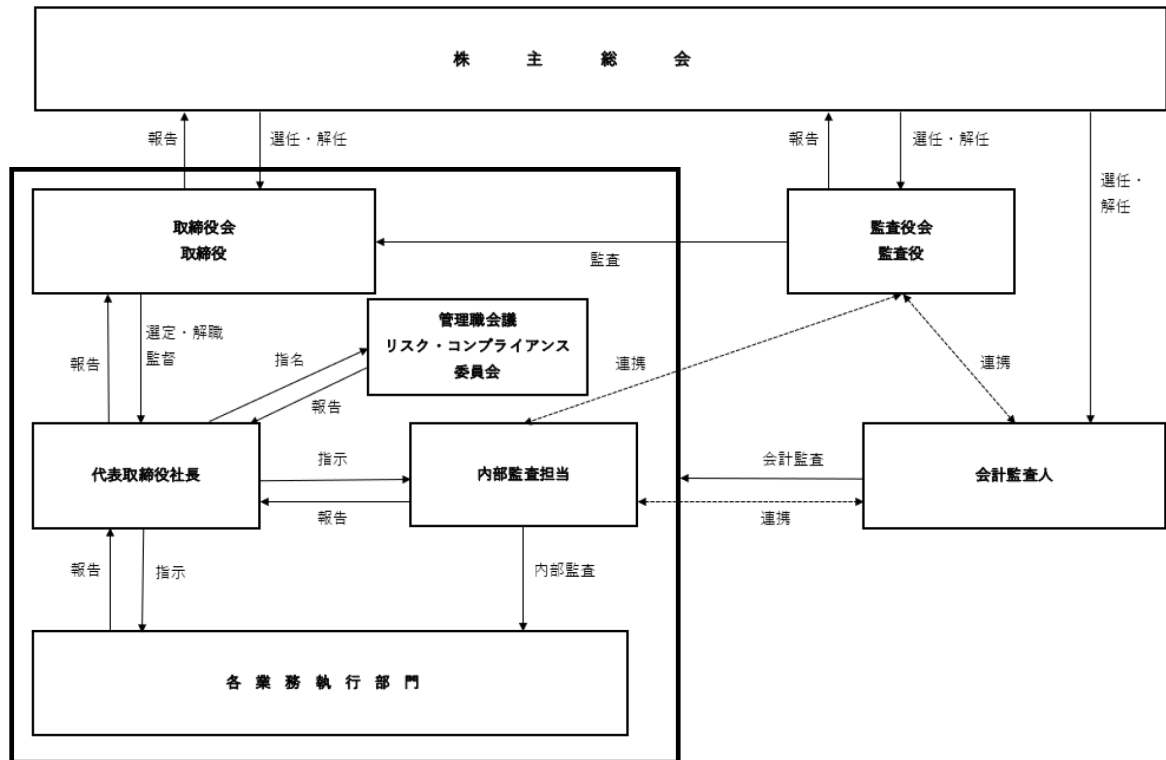 株 主 総 会
報告
選任・解任
報告
選任・解任
選任・
解任
取締役会
取締役
監査役会
監査役
監査
選定・解職
監督
報告
管理職会議
リスク・コンプライアンス
委員会
指名
報告
連携
連携
代表取締役社長
指示
報告
内部監査担当
会計監査
連携
会計監査人
報告
指示
内部監査
各 業 務 執 行 部 門